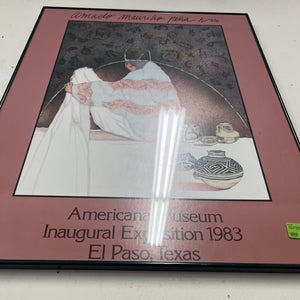 amado maurilio peña
Americana Museum
Inaugural Exposition 1983
El Paso, Texas